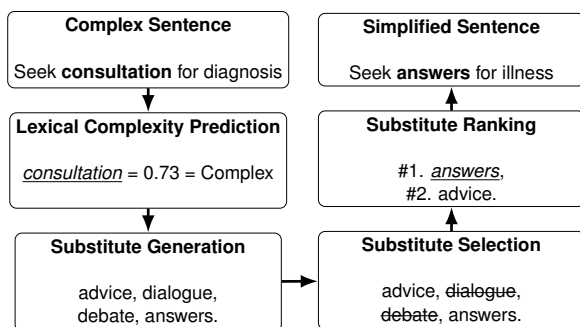 Complex Sentence
Seek consultation for diagnosis
Lexical Complexity Prediction
consultation = 0.73 = Complex
Substitute Generation
advice, dialogue,
debate, answers.
Substitute Selection
advice, dialogue,
debate, answers.
Substitute Ranking
#1. answers,
#2. advice.
Simplified Sentence
Seek answers for illness